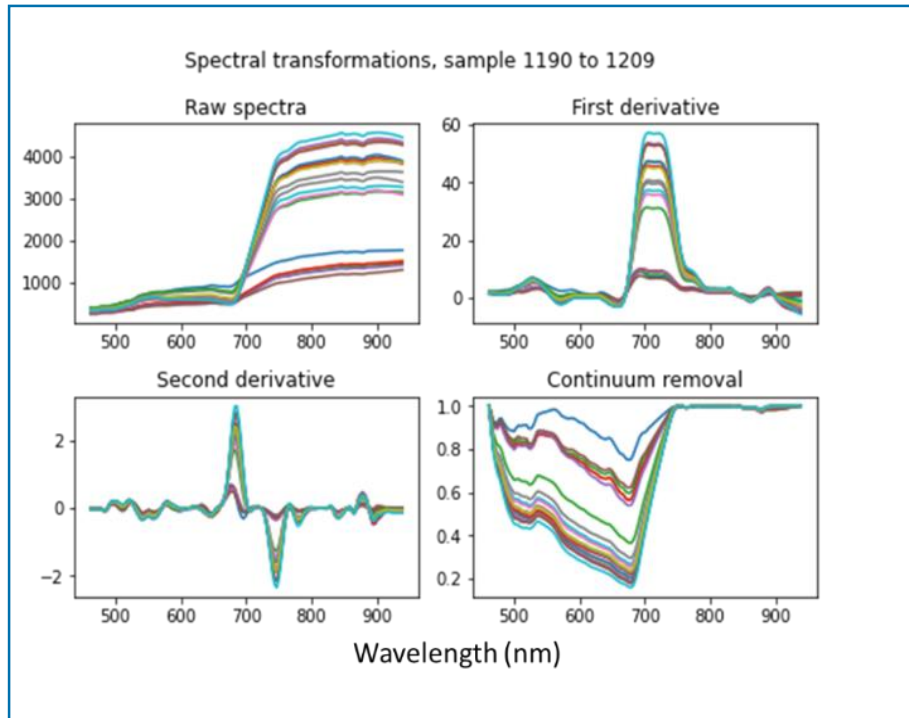 Spectral transformations, sample 1190 to 1209
Raw spectra
4000
3000
2000
1000
500 600 700 800 900
First derivative
60
40
20
0
500 600 700 800 900
Second derivative
2
0
−2
500 600 700 800 900
Continuum removal
1.0
0.8
0.6
0.4
0.2
500 600 700 800 900
Wavelength (nm)